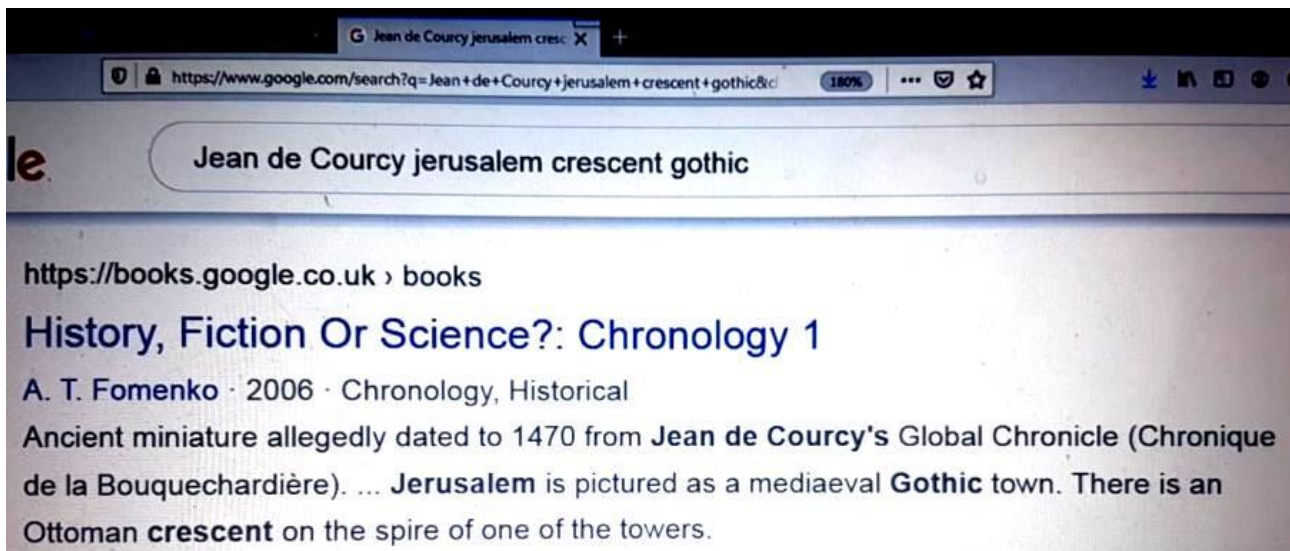 G Jean de Courcy jerusalem cresc X +
https://www.google.com/search?q=Jean+de+Courcy+jerusalem+crescent+gothic& 180% ...
le
Jean de Courcy jerusalem crescent gothic
https://books.google.co.uk › books
History, Fiction Or Science?: Chronology 1
A. T. Fomenko · 2006 · Chronology, Historical
Ancient miniature allegedly dated to 1470 from Jean de Courcy's Global Chronicle (Chronique
de la Bouquechardière). ... Jerusalem is pictured as a mediaeval Gothic town. There is an
Ottoman crescent on the spire of one of the towers.